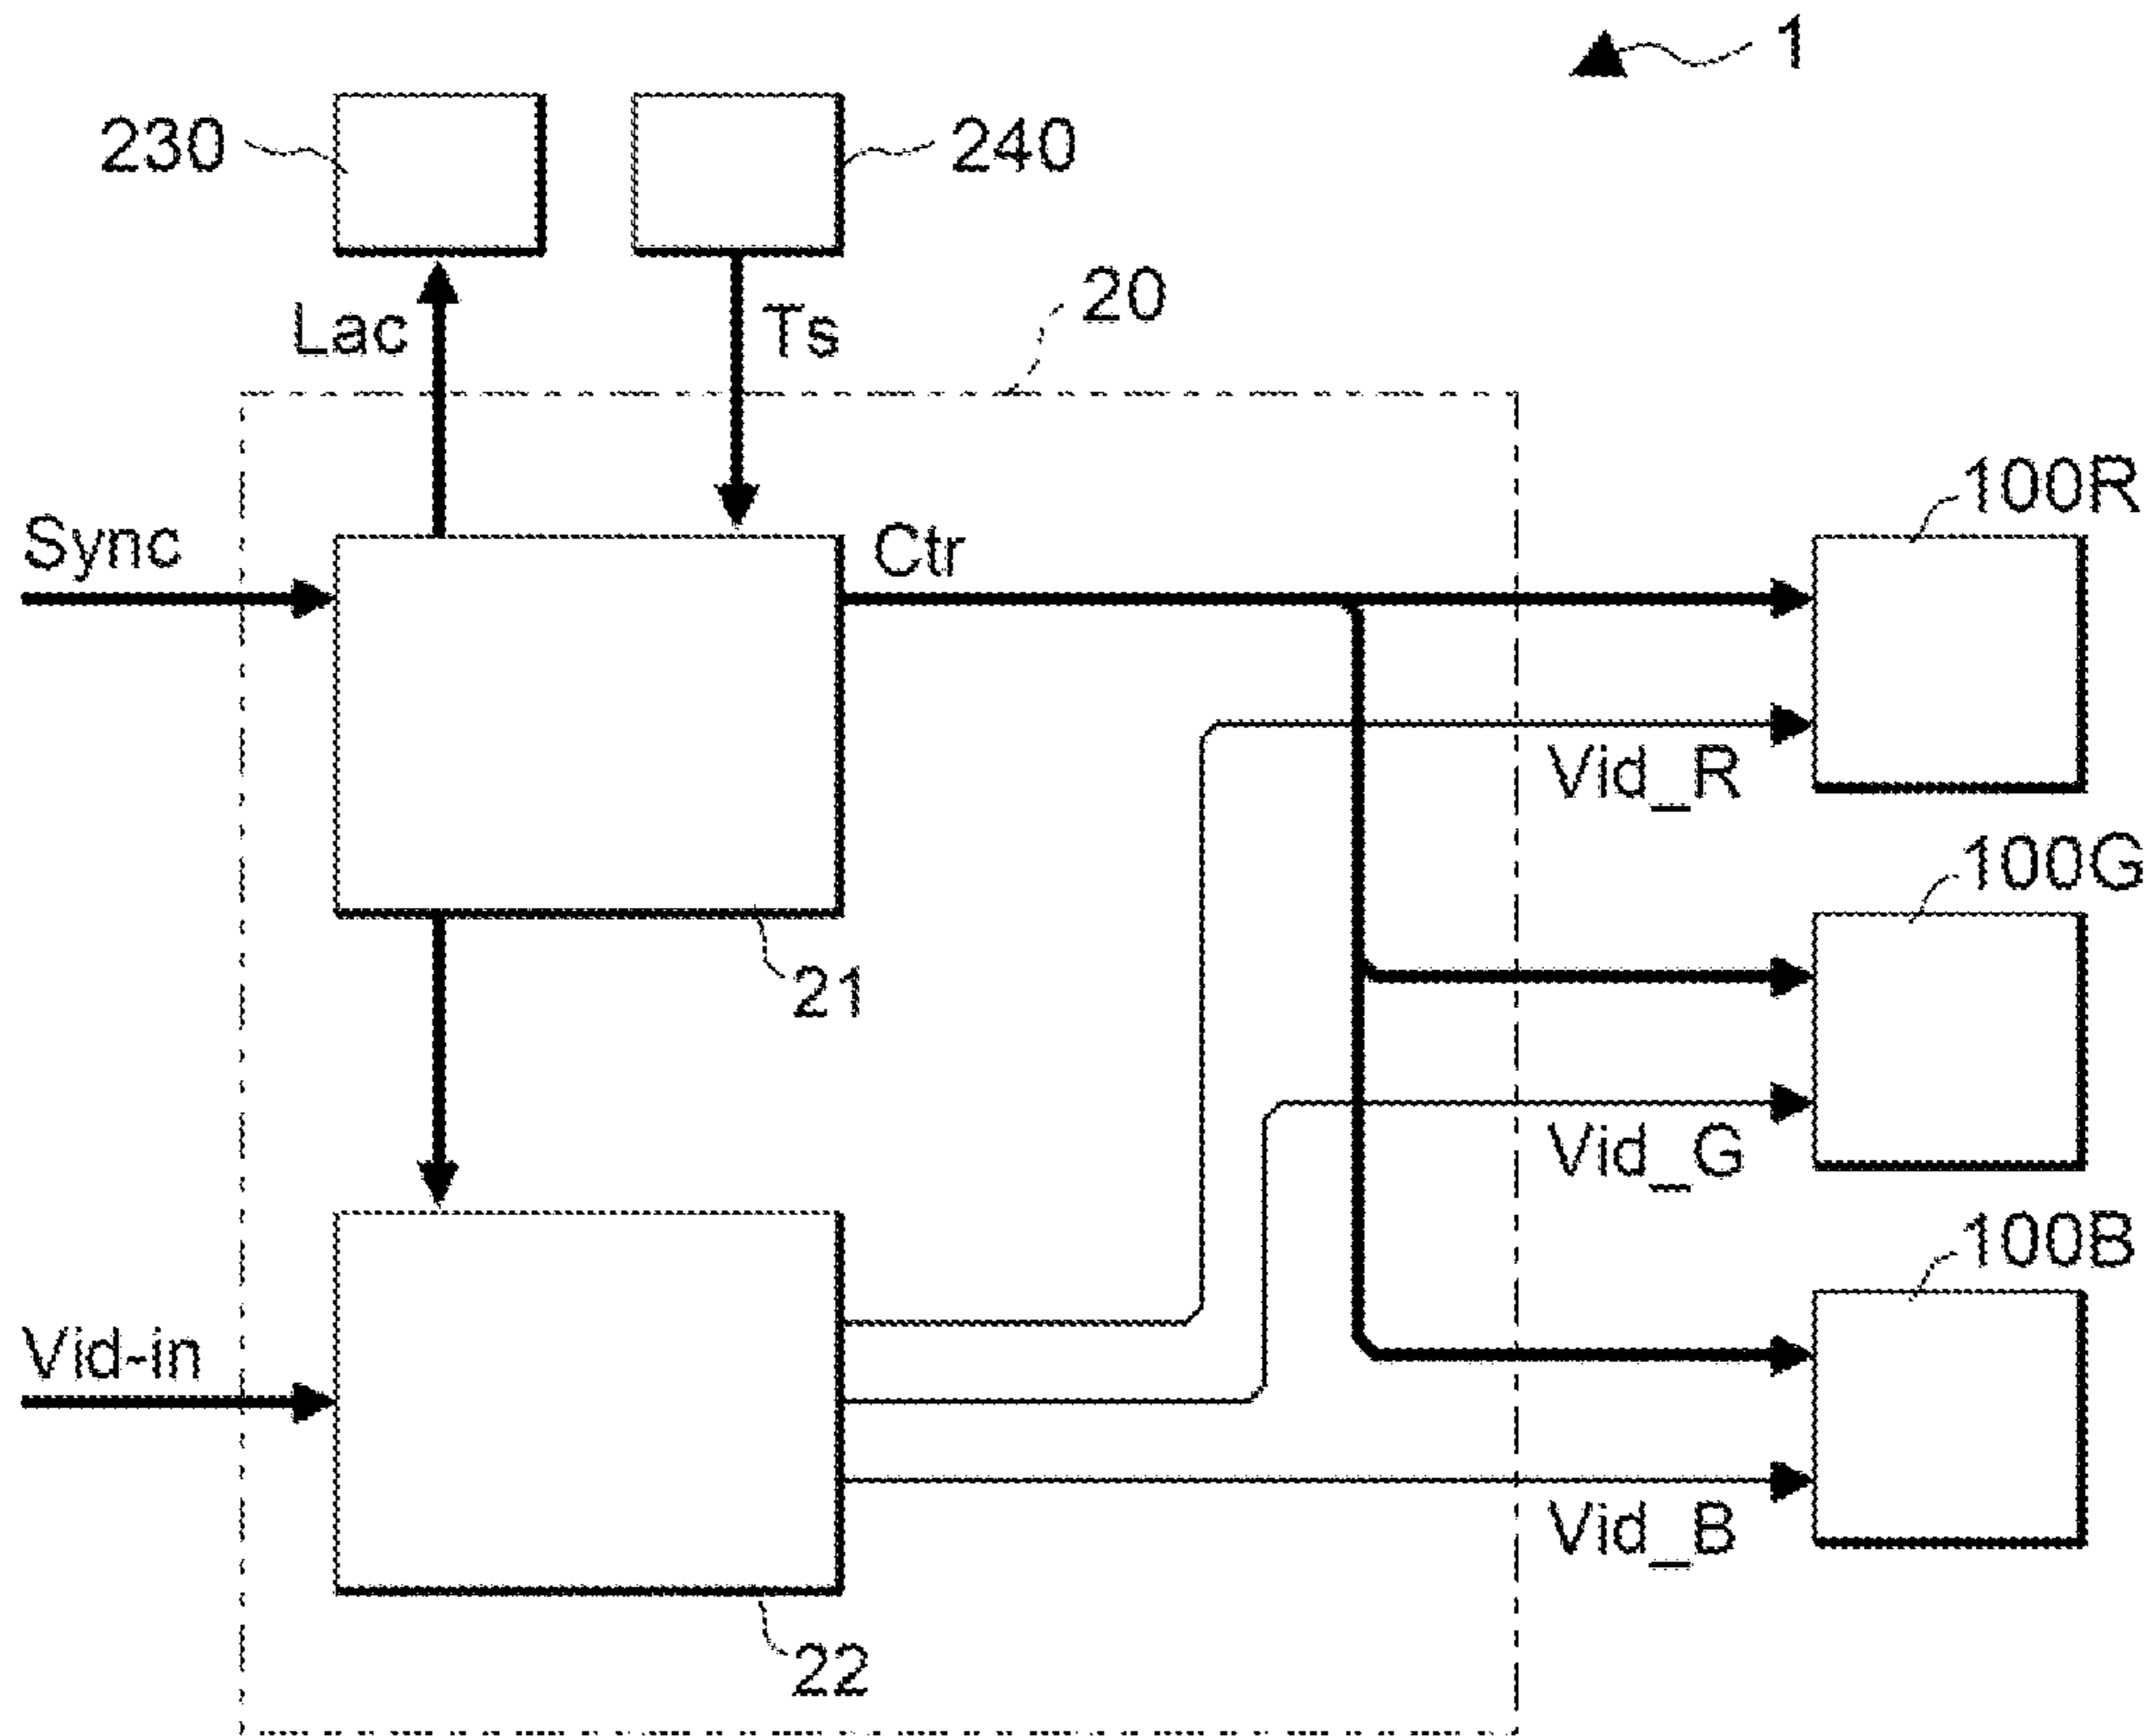 1
230
240
Lac
Ts
20
Sync
Ctr
100R
Vid_R
100G
21
Vid_G
100B
Vid-in
Vid_B
22